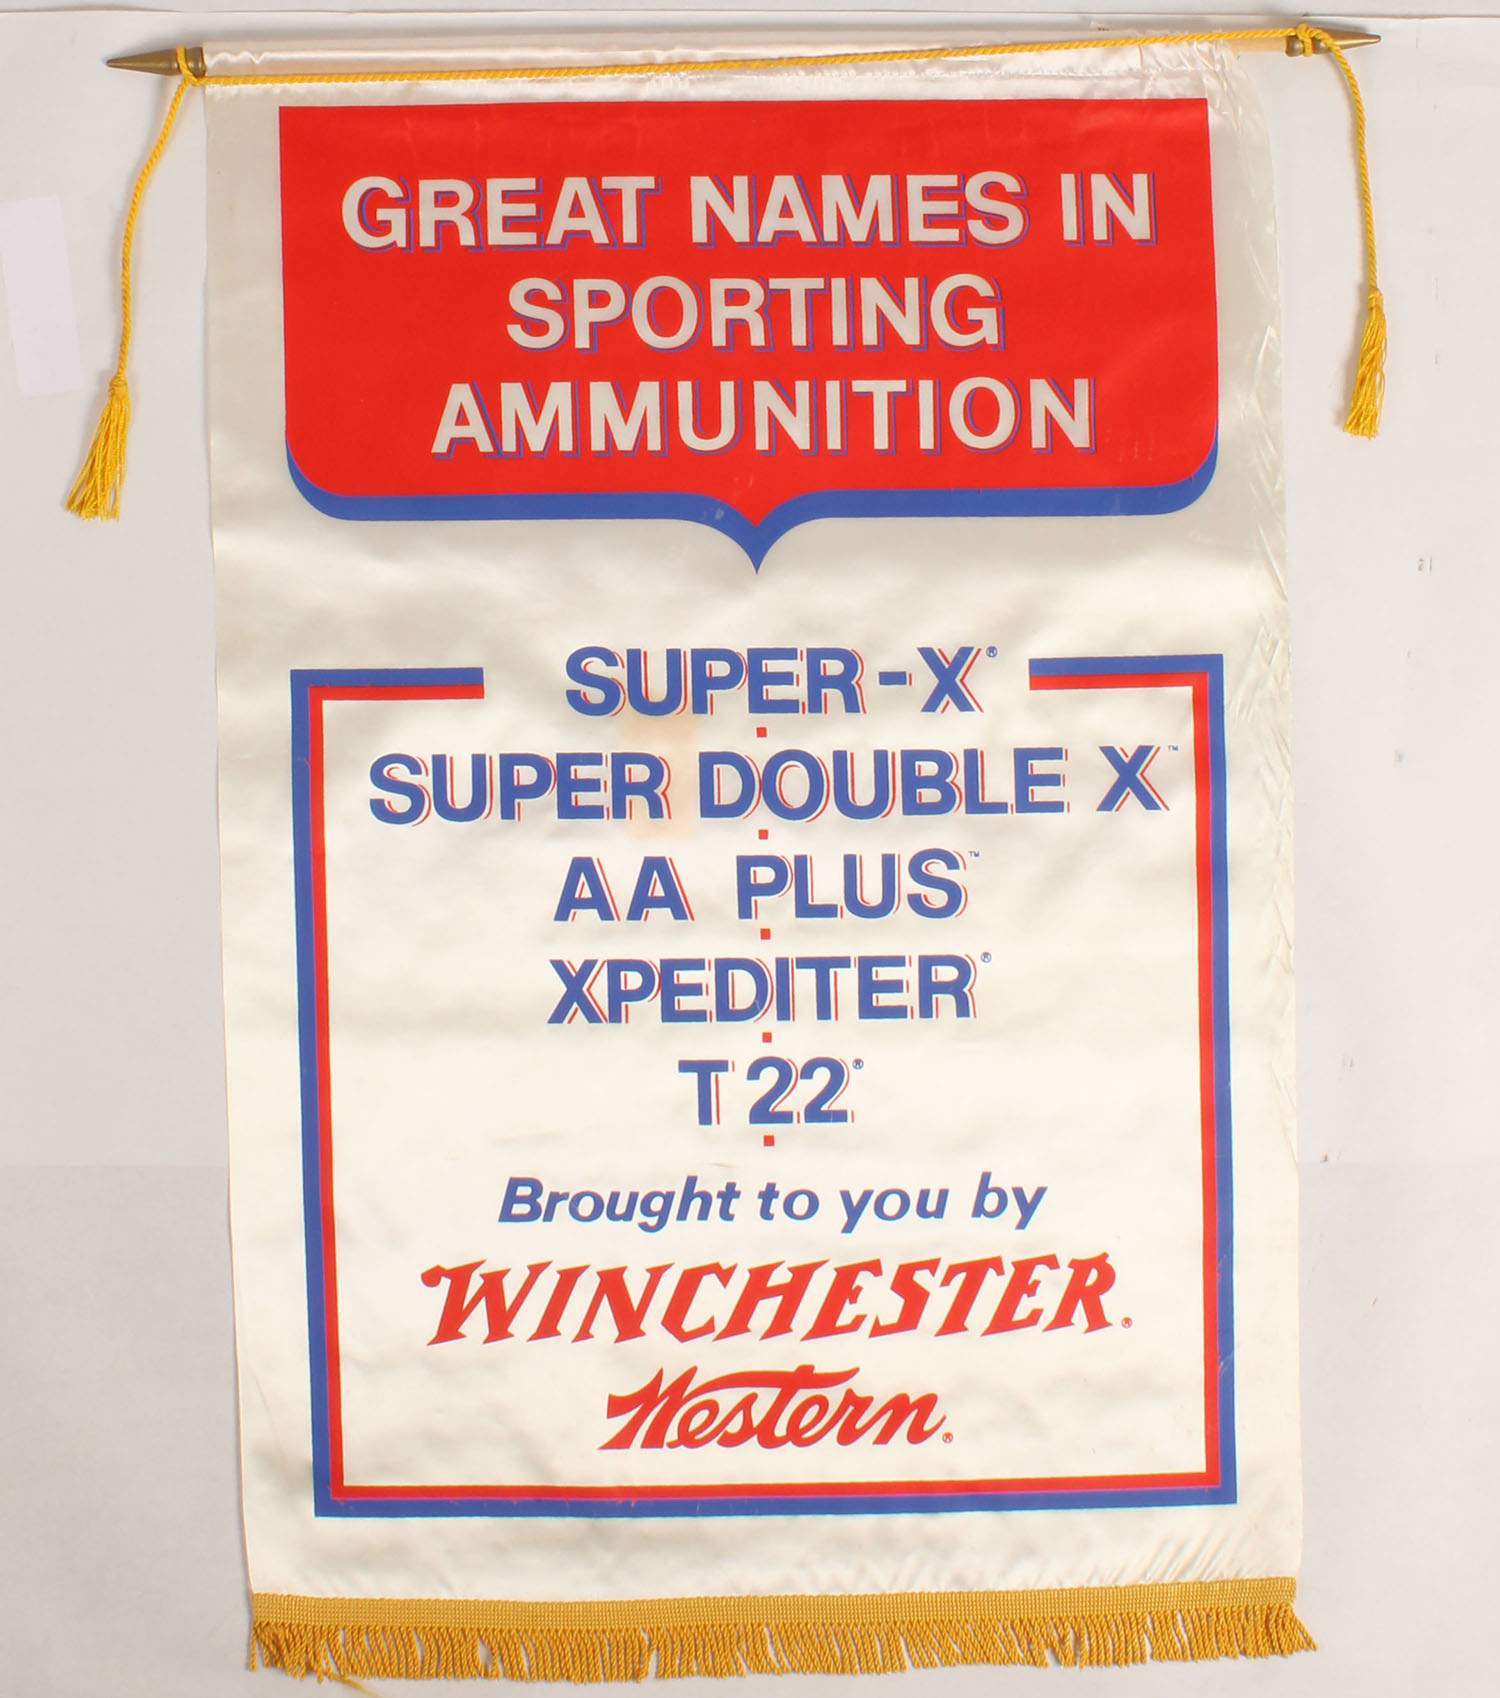 GREAT NAMES IN
SPORTING
AMMUNITION
SUPER-X®
SUPER DOUBLE X™
AA PLUS™
XPEDITER®
T22®
Brought to you by
WINCHESTER®
Western®